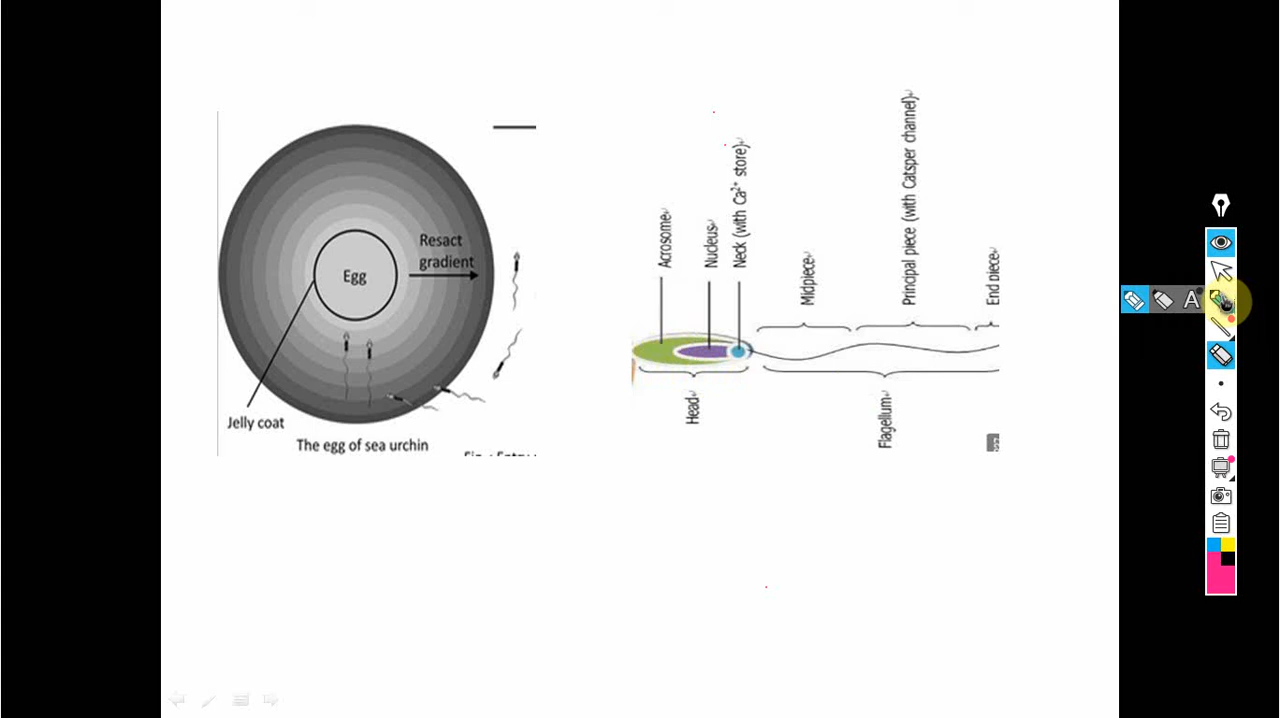 Resact
gradient
Egg
Jelly coat
The egg of sea urchin
Acrosome
Nucleus
Neck (with Ca²⁺ store)
Midpiece
Principal piece (with Catsper channel)
End piece
Head
Flagellum
A